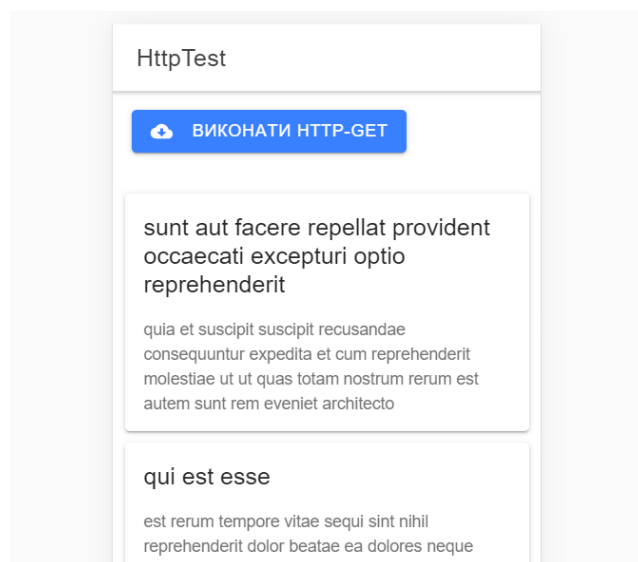 HttpTest
ВИКОНАТИ HTTP-GET
sunt aut facere repellat provident
occaecati excepturi optio
reprehenderit
quia et suscipit suscipit recusandae
consequuntur expedita et cum reprehenderit
molestiae ut ut quas totam nostrum rerum est
autem sunt rem eveniet architecto
qui est esse
est rerum tempore vitae sequi sint nihil
reprehenderit dolor beatae ea dolores neque